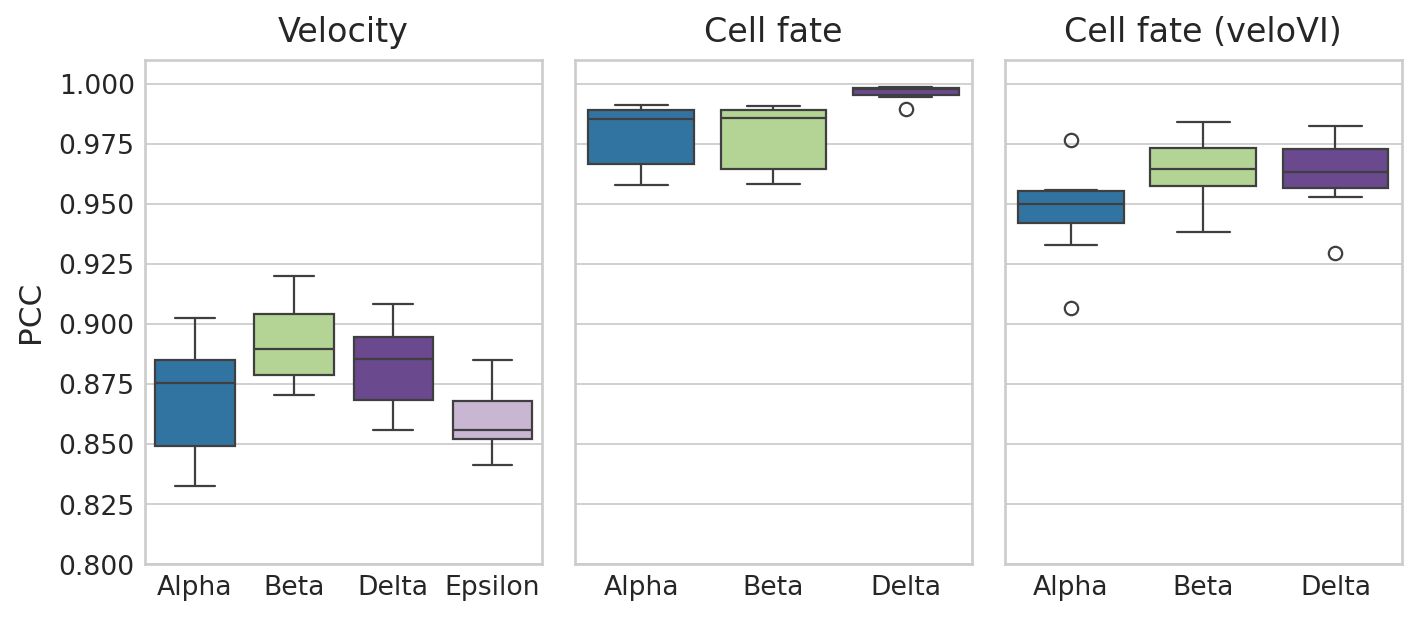 Velocity
Cell fate
Cell fate (veloVI)
PCC
1.000
0.975
0.950
0.925
0.900
0.875
0.850
0.825
0.800
Alpha Beta Delta Epsilon
Alpha Beta Delta
Alpha Beta Delta